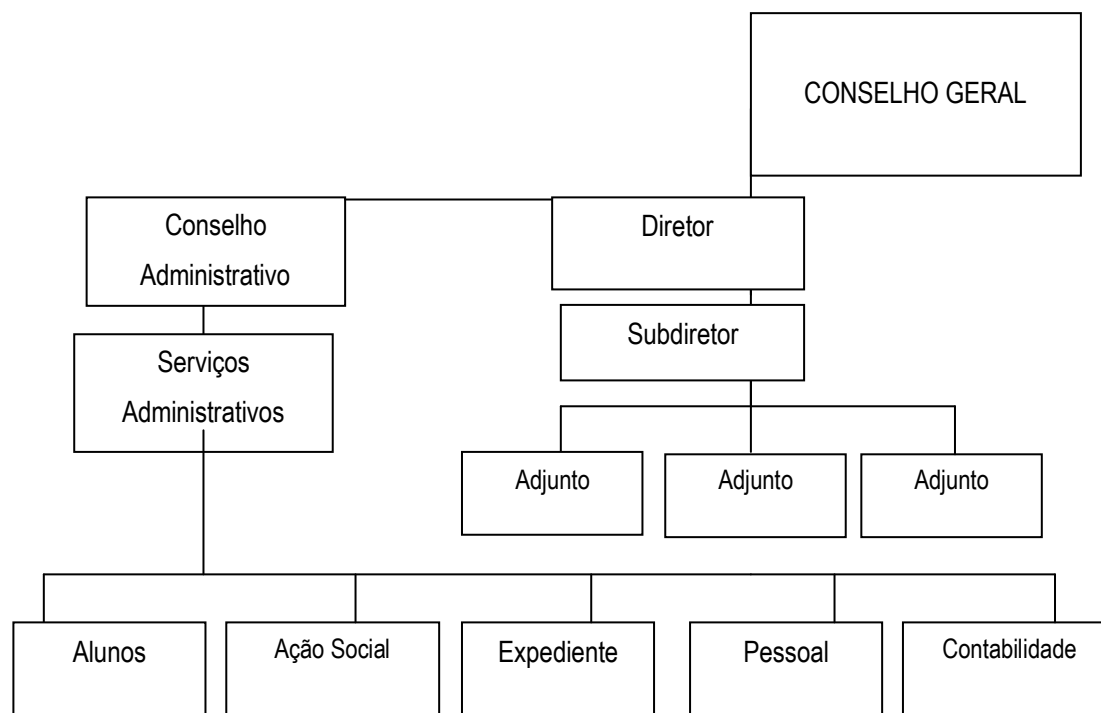 CONSELHO GERAL
Conselho
Administrativo
Diretor
Serviços
Administrativos
Subdiretor
Adjunto
Adjunto
Adjunto
Alunos
Ação Social
Expediente
Pessoal
Contabilidade